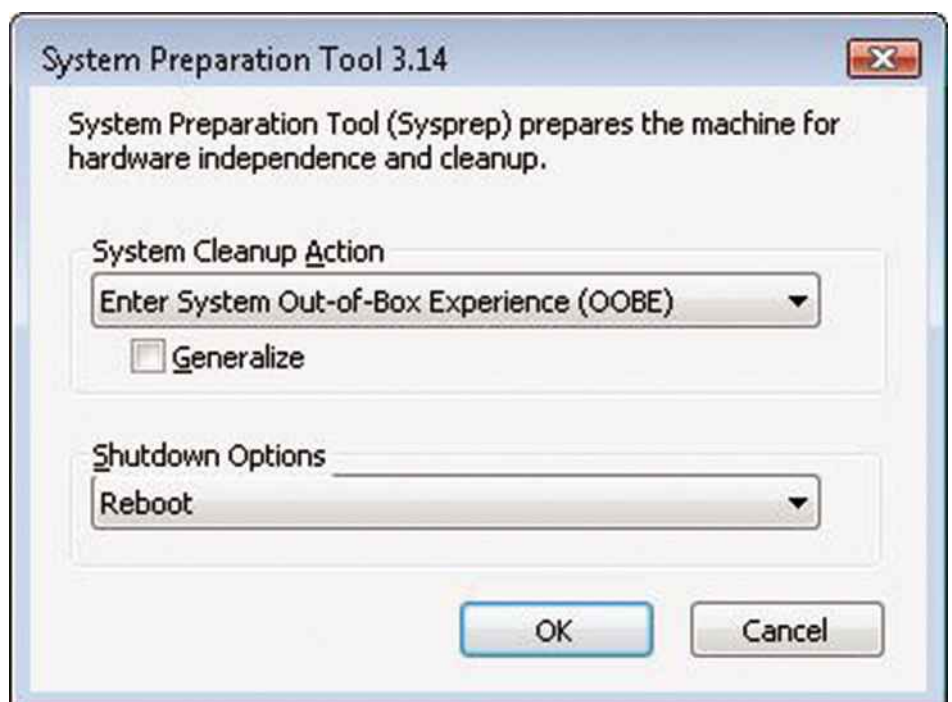 System Preparation Tool 3.14
System Preparation Tool (Sysprep) prepares the machine for
hardware independence and cleanup.
System Cleanup Action
Enter System Out-of-Box Experience (OOBE)
Generalize
Shutdown Options
Reboot
OK
Cancel